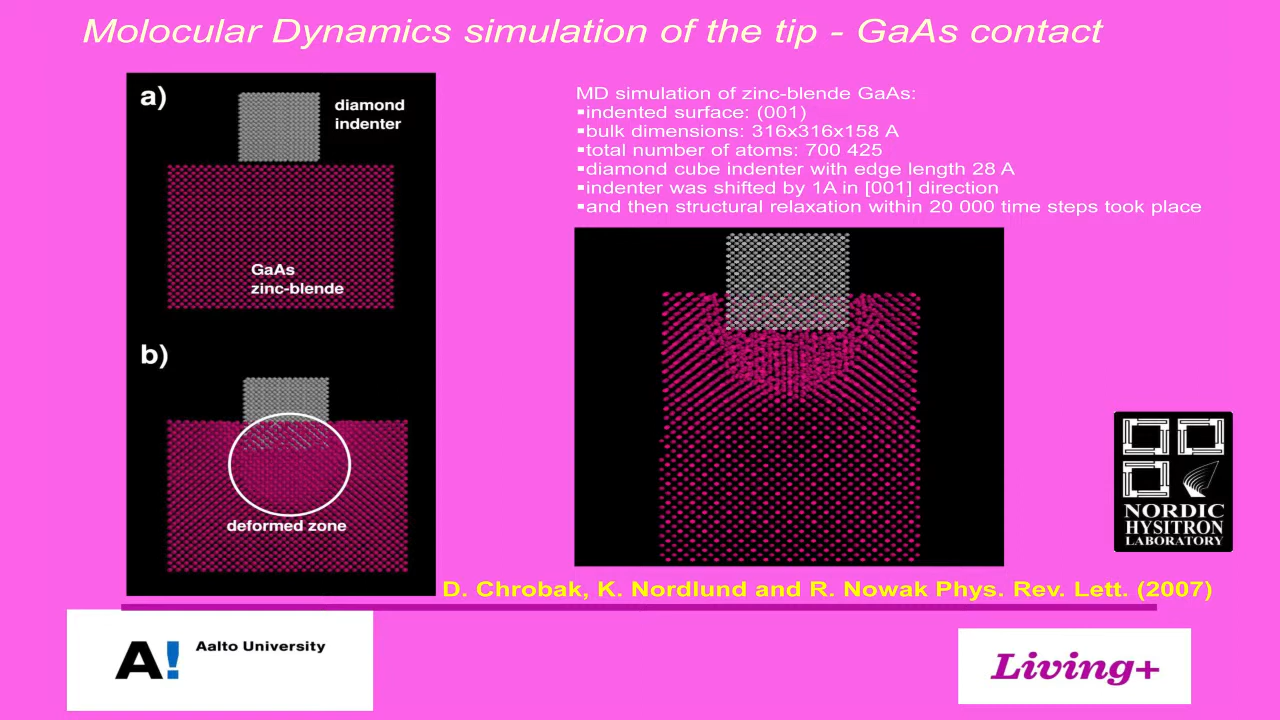 Molocular Dynamics simulation of the tip - GaAs contact
a)
diamond
indenter
GaAs
zinc-blende
b)
deformed zone
MD simulation of zinc-blende GaAs:
▪indented surface: (001)
▪bulk dimensions: 316x316x158 A
▪total number of atoms: 700 425
▪diamond cube indenter with edge length 28 A
▪indenter was shifted by 1A in [001] direction
▪and then structural relaxation within 20 000 time steps took place
NORDIC
HYSITRON
LABORATORY
D. Chrobak, K. Nordlund and R. Nowak Phys. Rev. Lett. (2007)
A!
Aalto University
Living+